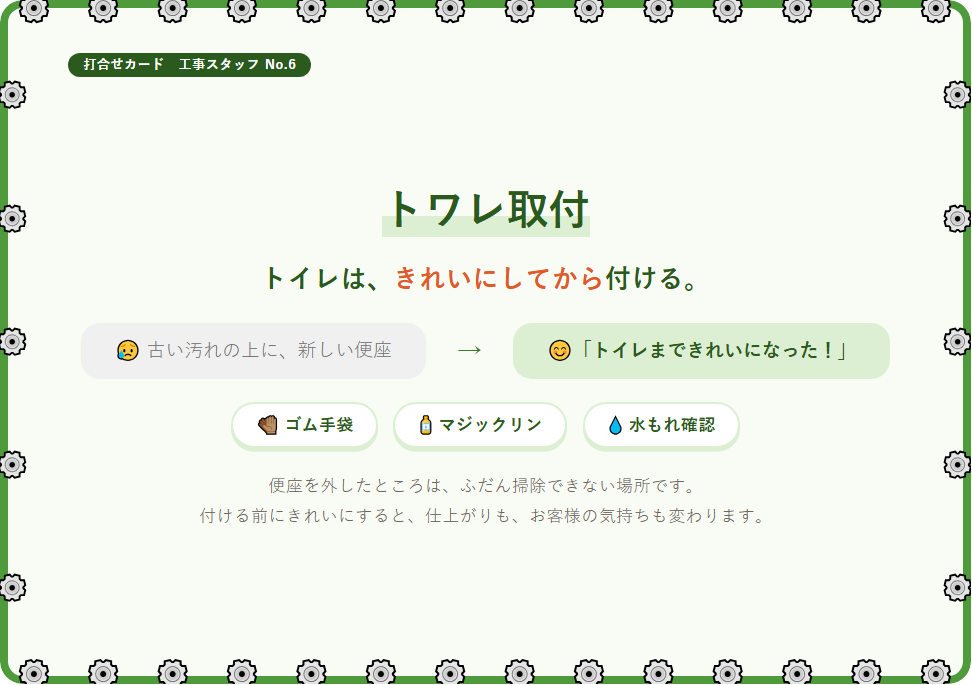 打合せカード　工事スタッフ No.6
トワレ取付
トイレは、きれいにしてから付ける。
😥 古い汚れの上に、新しい便座 → 😊「トイレまできれいになった！」
ゴム手袋 マジックリン 💧 水もれ確認
便座を外したところは、ふだん掃除できない場所です。
付ける前にきれいにすると、仕上がりも、お客様の気持ちも変わります。